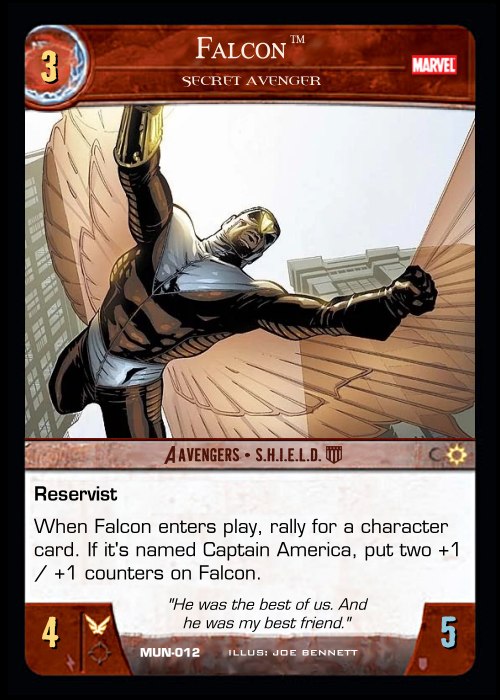 3
FALCON™
SECRET AVENGER
MARVEL
AVENGERS • S.H.I.E.L.D.
C
Reservist
When Falcon enters play, rally for a character
card. If it's named Captain America, put two +1
/ +1 counters on Falcon.
"He was the best of us. And
he was my best friend."
4
MUN-012 ILLUS: JOE BENNETT
5